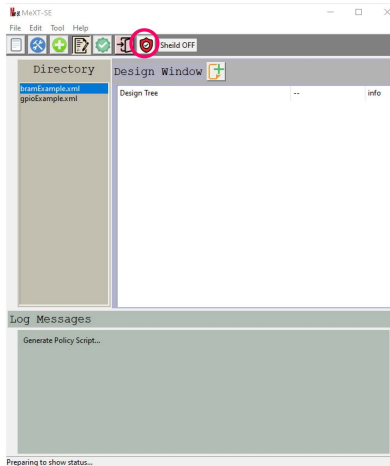 MeXT-SE
File Edit Tool Help
Sheild OFF
Directory
Design Window
bramExample.xml
gpioExample.xml
Design Tree -- info
Log Messages
Generate Policy Script...
Preparing to show status...